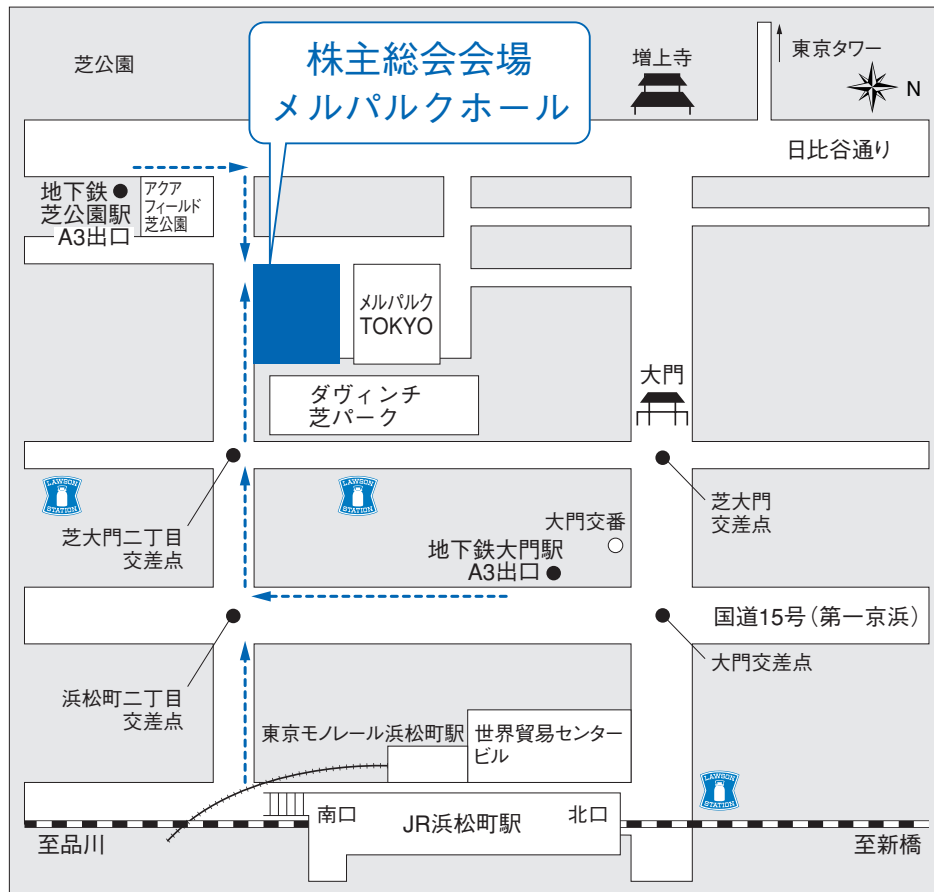 芝公園
株主総会会場
メルパルクホール
増上寺
東京タワー
N
日比谷通り
地下鉄
芝公園駅
A3出口
アクア
フィールド
芝公園
メルパルク
TOKYO
ダヴィンチ
芝パーク
大門
LAWSON
STATION
LAWSON
STATION
芝大門二丁目
交差点
大門交番
地下鉄大門駅
A3出口
芝大門
交差点
国道15号(第一京浜)
浜松町二丁目
交差点
大門交差点
東京モノレール浜松町駅
世界貿易センター
ビル
LAWSON
STATION
南口
JR浜松町駅
北口
至品川
至新橋